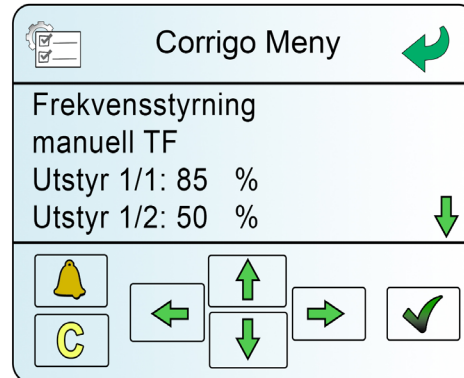 Corrigo Meny
Frekvensstyrning
manuell TF
Utstyr 1/1: 85 %
Utstyr 1/2: 50 %
C